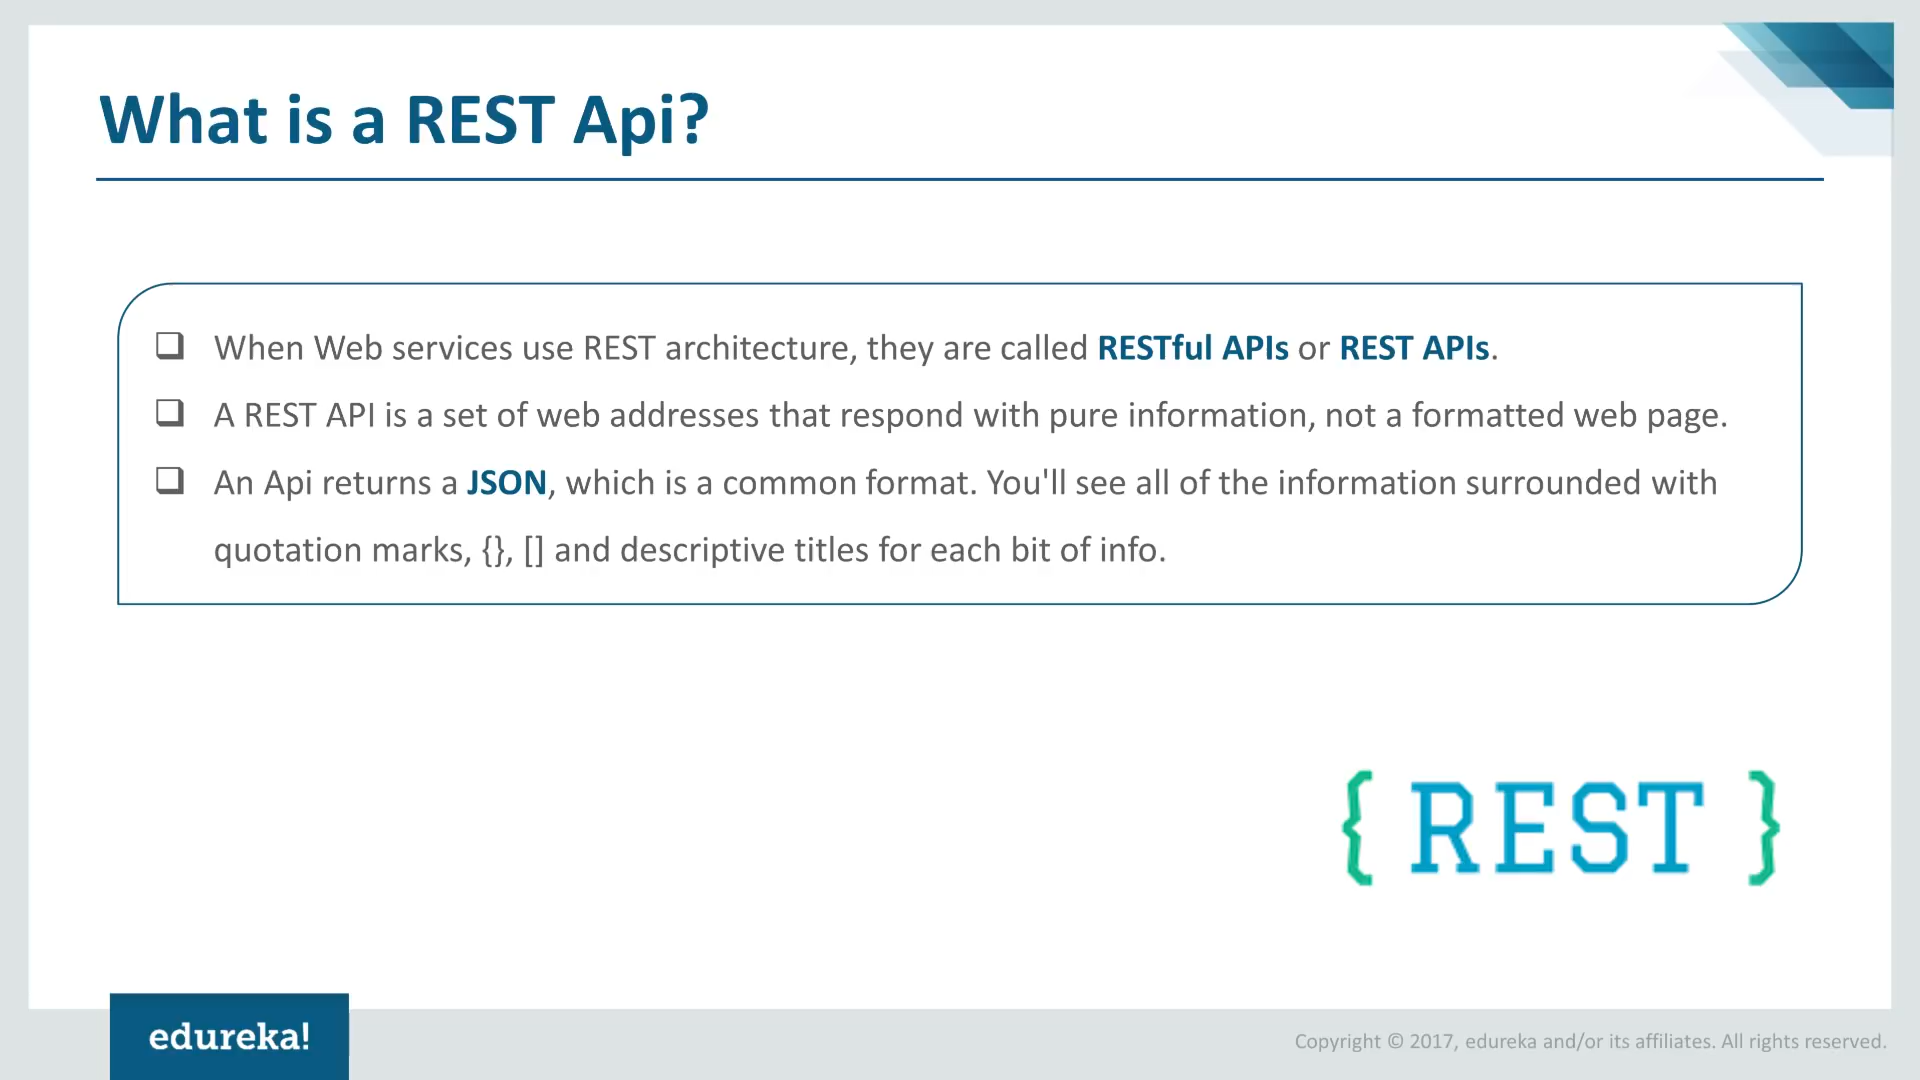 What is a REST Api?
❑ When Web services use REST architecture, they are called RESTful APIs or REST APIs.
❑ A REST API is a set of web addresses that respond with pure information, not a formatted web page.
❑ An Api returns a JSON, which is a common format. You'll see all of the information surrounded with
quotation marks, {}, [] and descriptive titles for each bit of info.
{ REST }
edureka!
Copyright © 2017, edureka and/or its affiliates. All rights reserved.